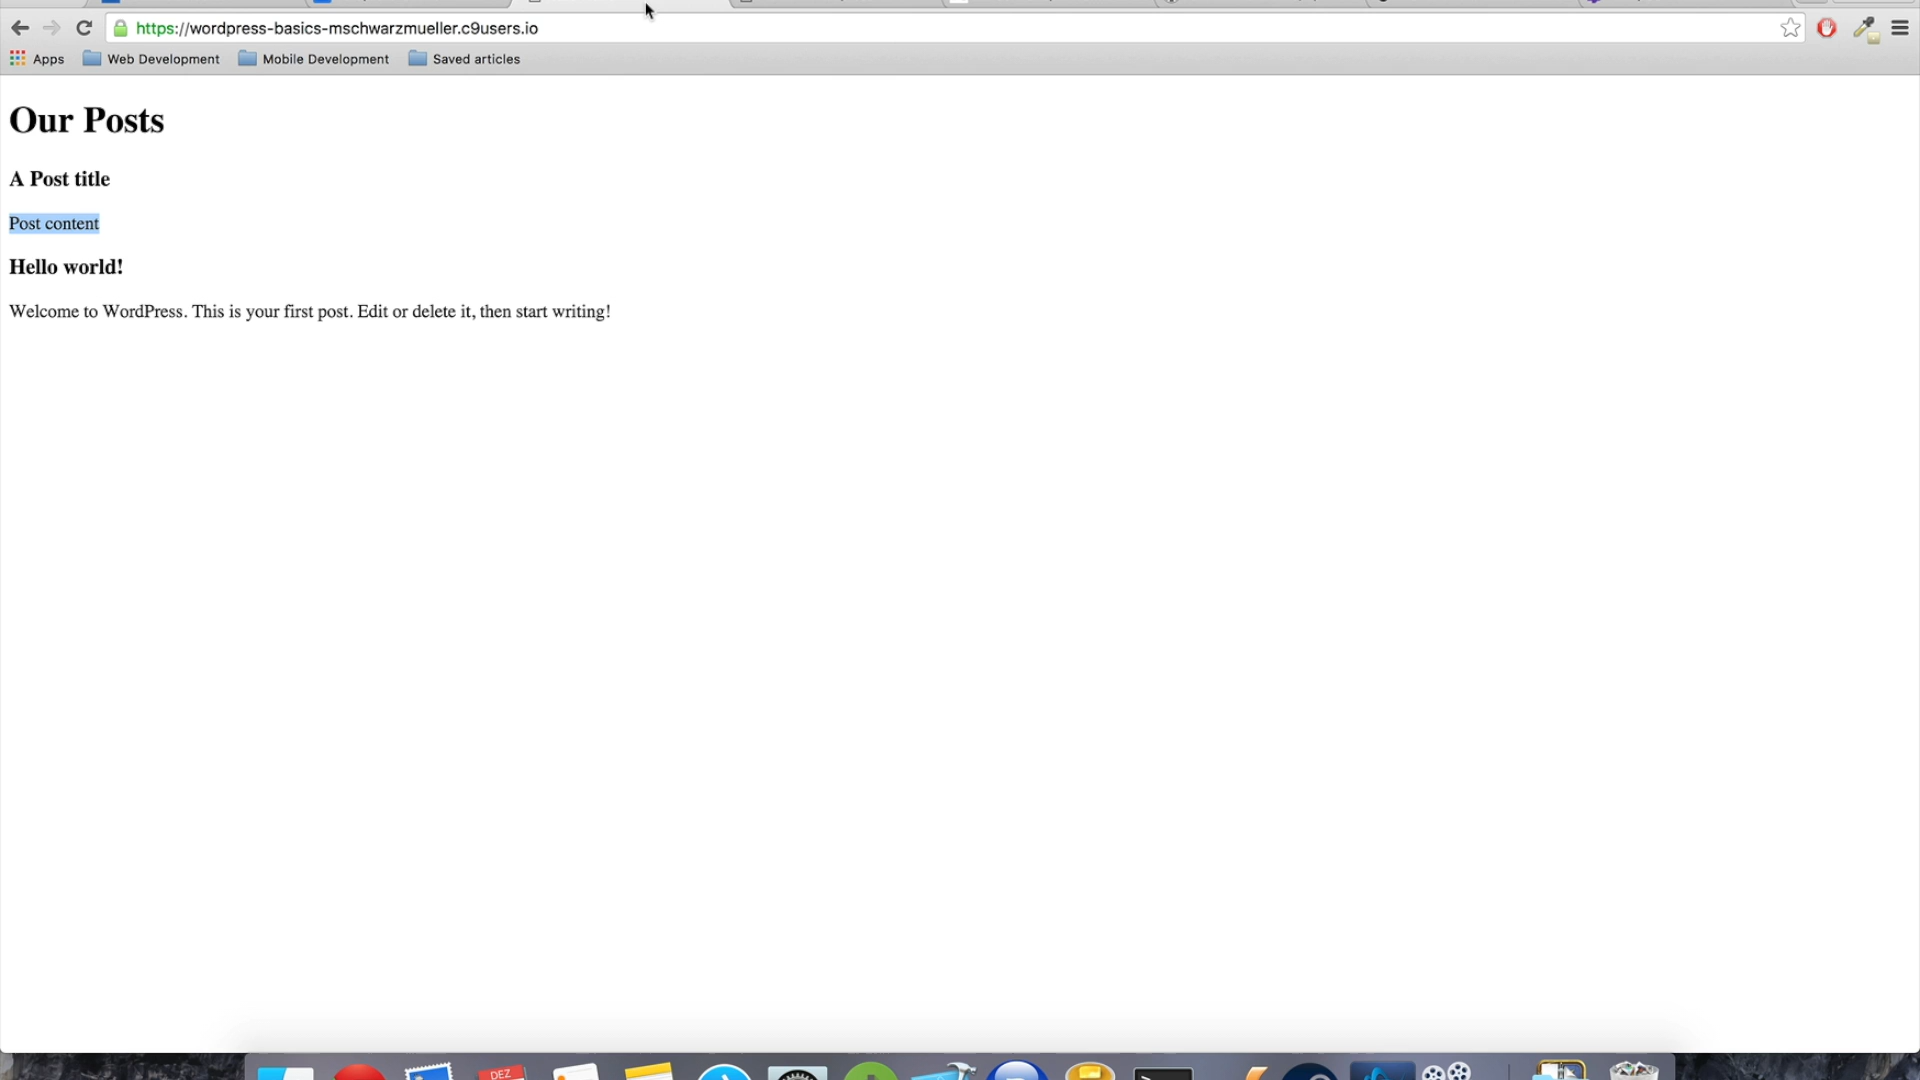 https://wordpress-basics-mschwarzmueller.c9users.io
Apps Web Development Mobile Development Saved articles
Our Posts
A Post title
Post content
Hello world!
Welcome to WordPress. This is your first post. Edit or delete it, then start writing!
DEZ